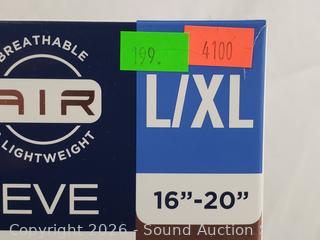 BREATHABLE
AIR
LIGHTWEIGHT
EVE
199.
4100
L/XL
16"-20"
Copyright 2026 - Sound Auction S